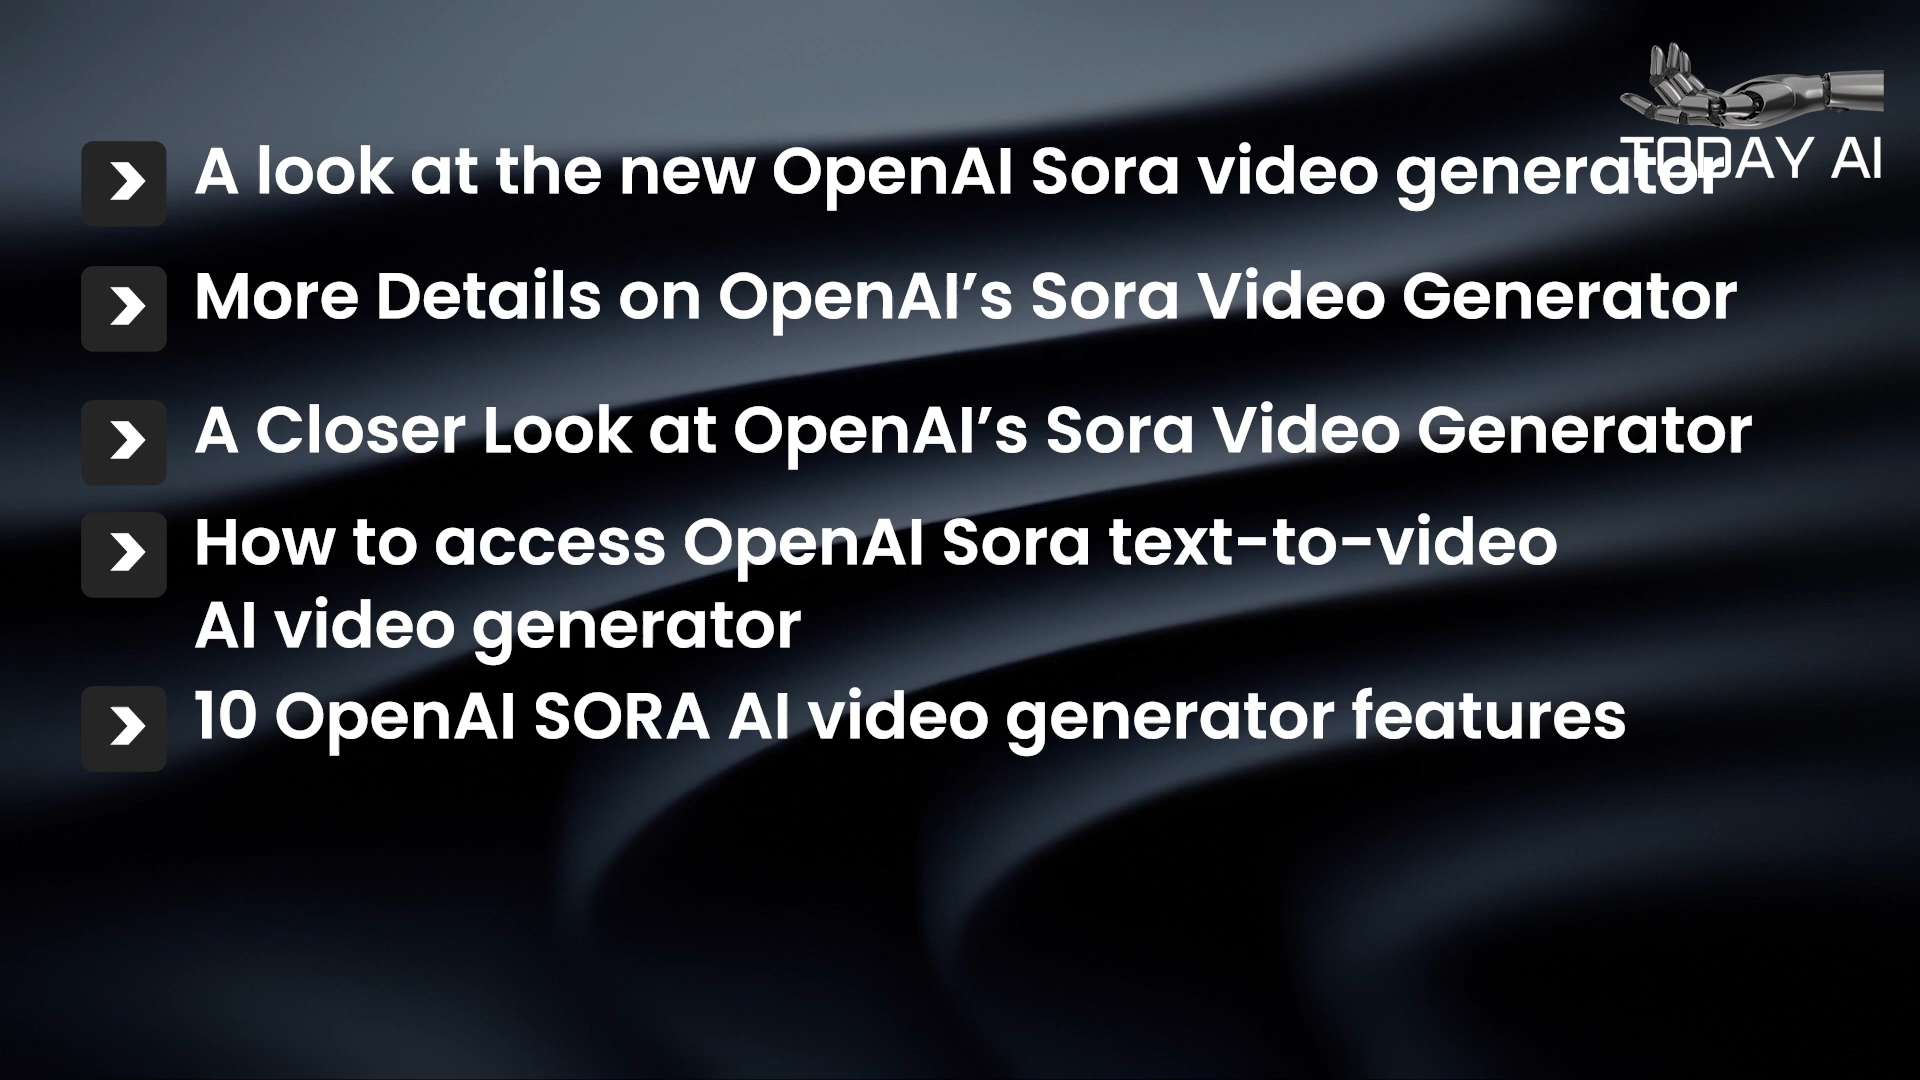 A look at the new OpenAI Sora video generator
TODAY AI
More Details on OpenAI’s Sora Video Generator
A Closer Look at OpenAI’s Sora Video Generator
How to access OpenAI Sora text-to-video
AI video generator
10 OpenAI SORA AI video generator features